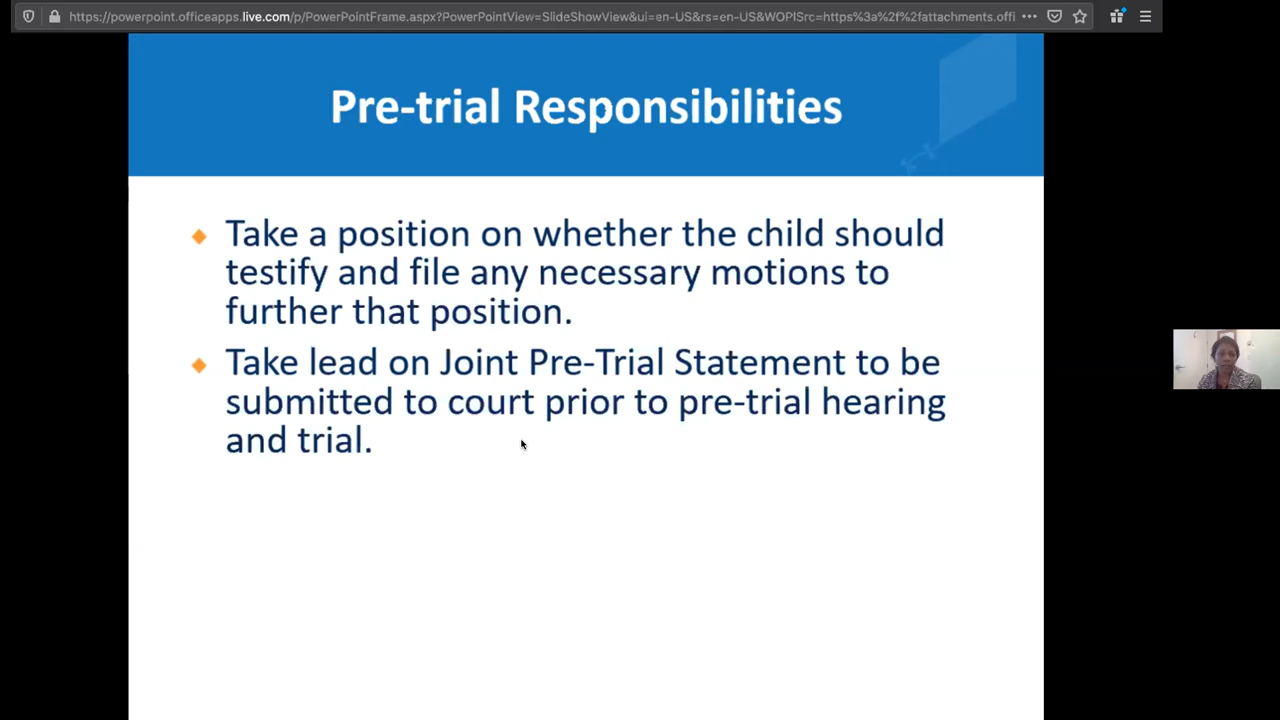 https://powerpoint.officeapps.live.com/p/PowerPointFrame.aspx?PowerPointView=SlideShowView&ui=en-US&rs=en-US&WOPISrc=https%3a%2f%2fattachments.offi
Pre-trial Responsibilities
Take a position on whether the child should
testify and file any necessary motions to
further that position.
Take lead on Joint Pre-Trial Statement to be
submitted to court prior to pre-trial hearing
and trial.